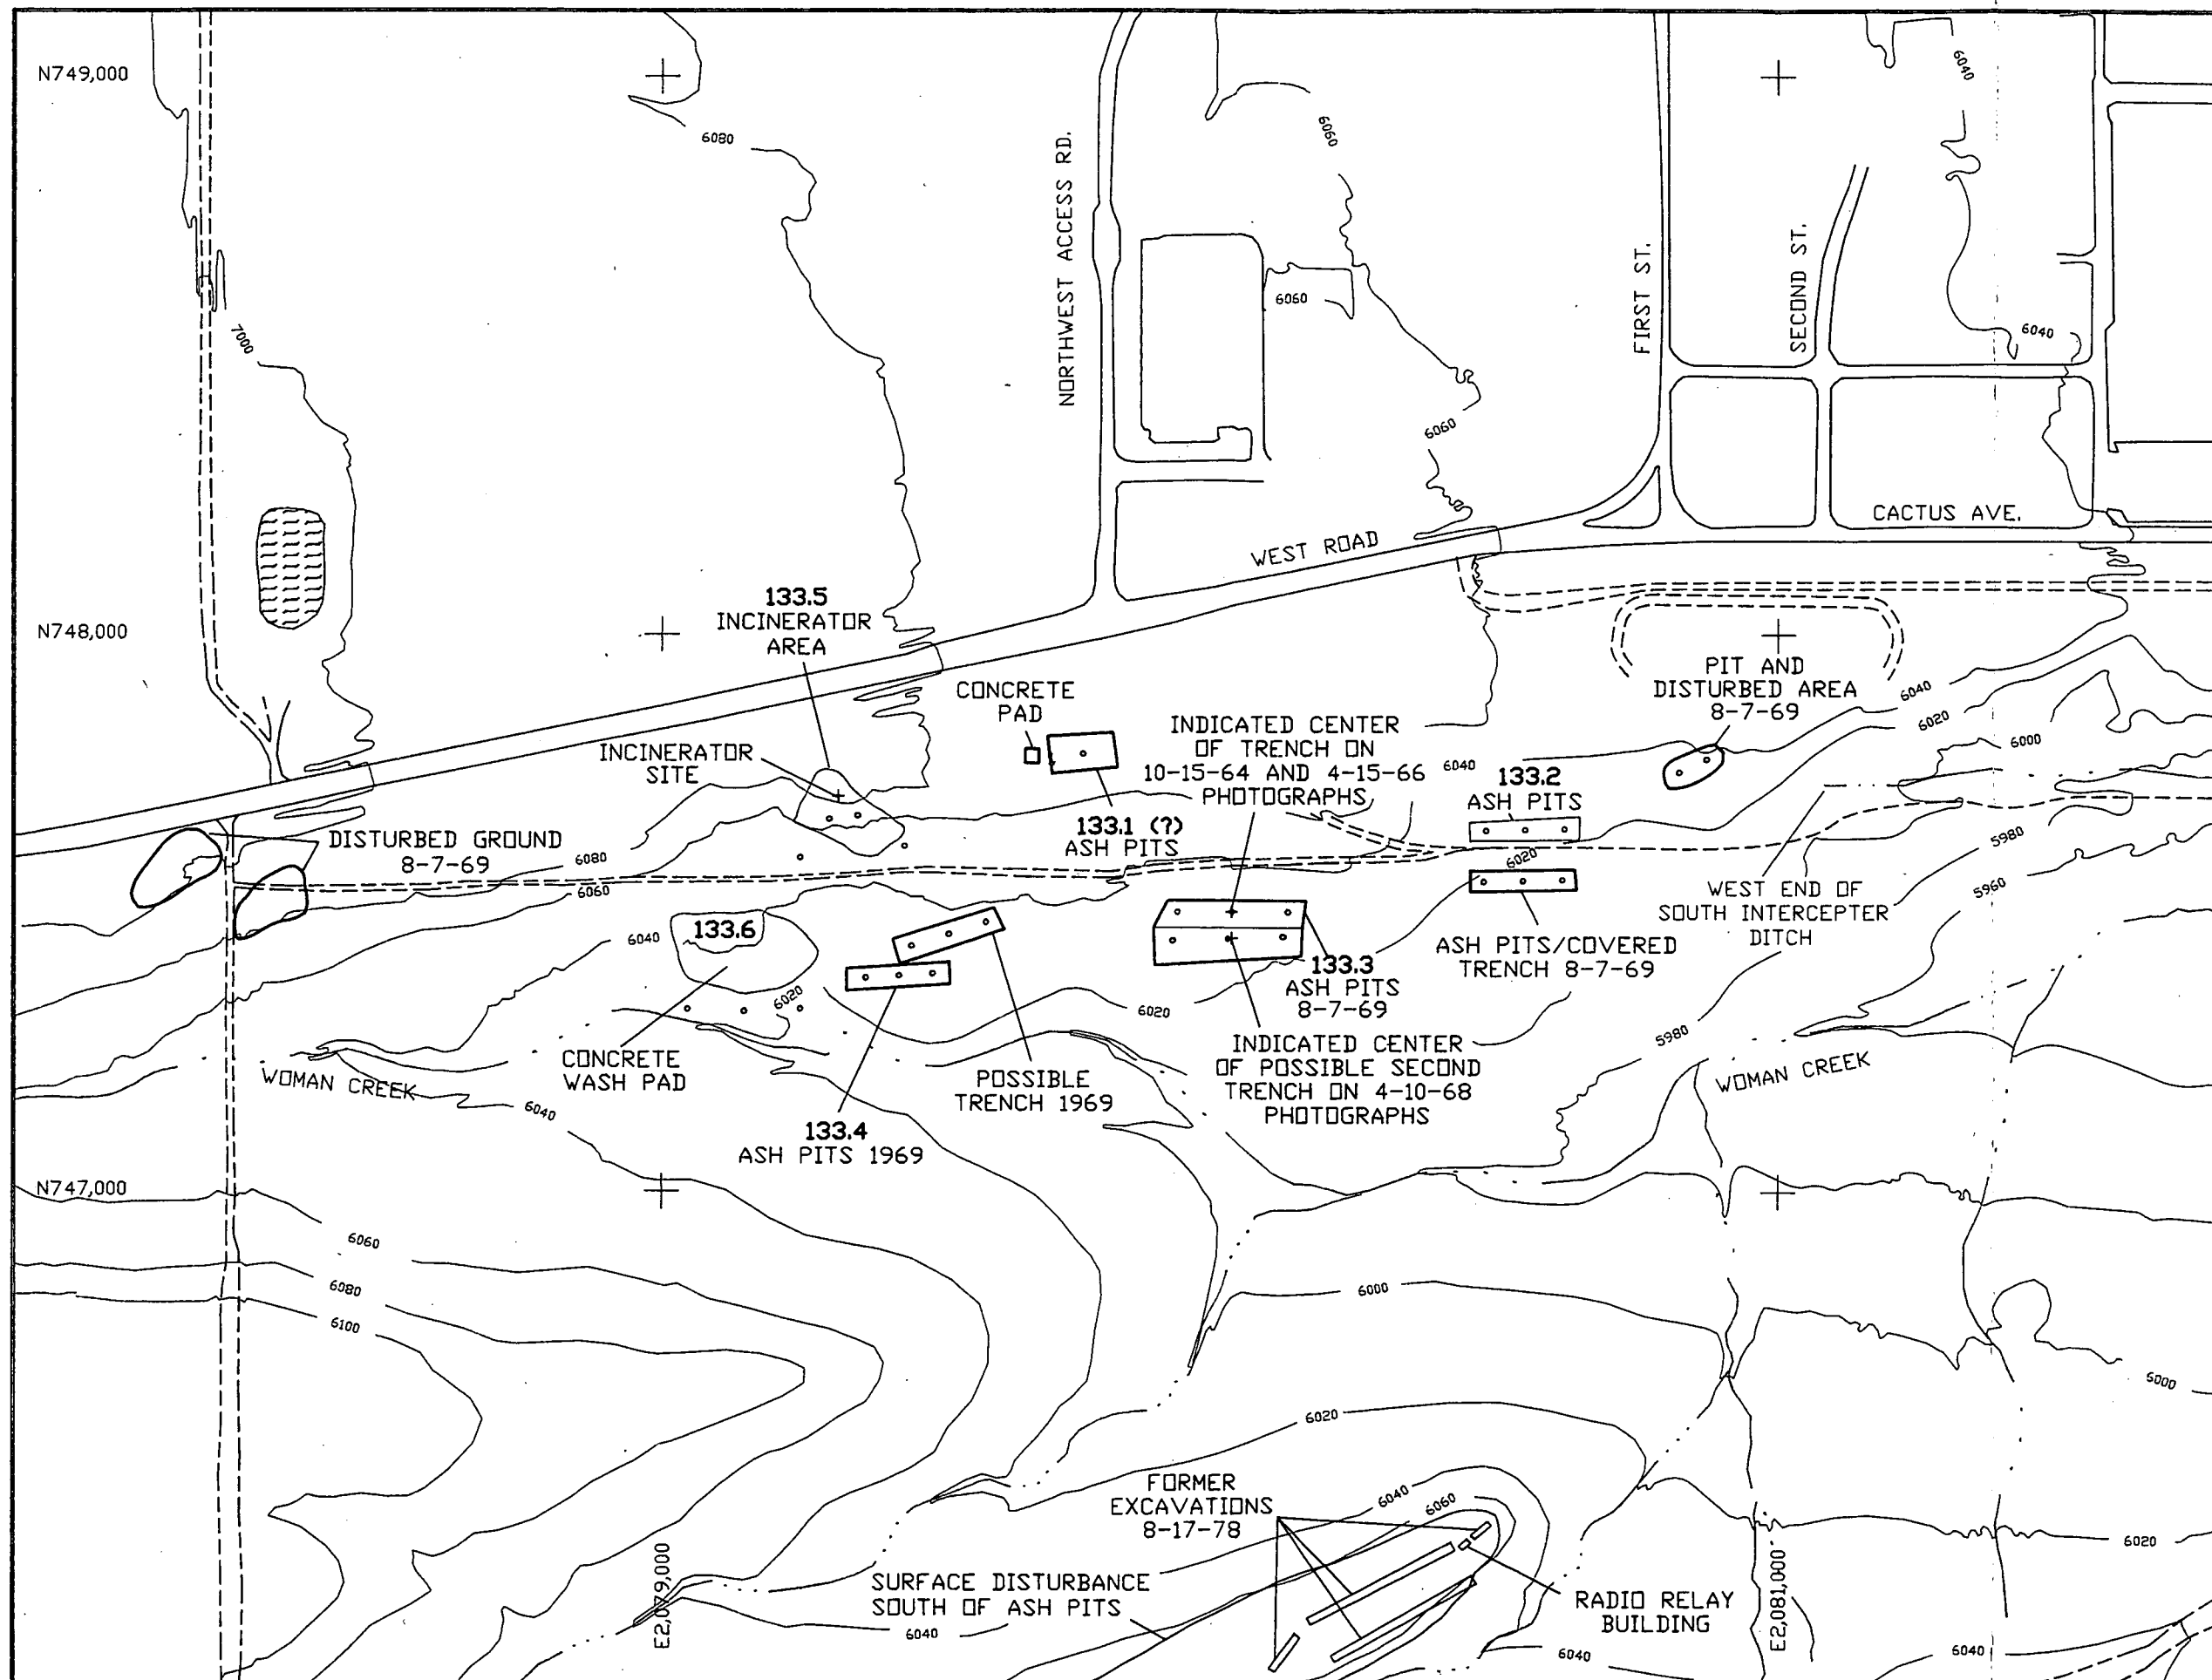 N749,000
6080
NORTHWEST ACCESS RD.
6060
6040
FIRST ST.
SECOND ST.
6060
6040
7000
6060
CACTUS AVE.
WEST ROAD
N748,000
133.5
INCINERATOR
AREA
CONCRETE
PAD
INCINERATOR
SITE
INDICATED CENTER
OF TRENCH ON
10-15-64 AND 4-15-66
PHOTOGRAPHS
6040
133.2
ASH PITS
PIT AND
DISTURBED AREA
8-7-69
6040
6020
6000
133.1 (?)
ASH PITS
DISTURBED GROUND
8-7-69
6080
6060
6020
5980
5960
WEST END OF
SOUTH INTERCEPTER
DITCH
133.6
6040
6020
ASH PITS/COVERED
TRENCH 8-7-69
133.3
ASH PITS
8-7-69
6020
5980
WOMAN CREEK
6040
CONCRETE
WASH PAD
POSSIBLE
TRENCH 1969
INDICATED CENTER
OF POSSIBLE SECOND
TRENCH ON 4-10-68
PHOTOGRAPHS
WOMAN CREEK
133.4
ASH PITS 1969
N747,000
6060
6080
6100
6000
6000
6020
FORMER
EXCAVATIONS
8-17-78
6040
6060
6020
E2,079,000
SURFACE DISTURBANCE
SOUTH OF ASH PITS
6040
RADIO RELAY
BUILDING
6040
E2,081,000
6040